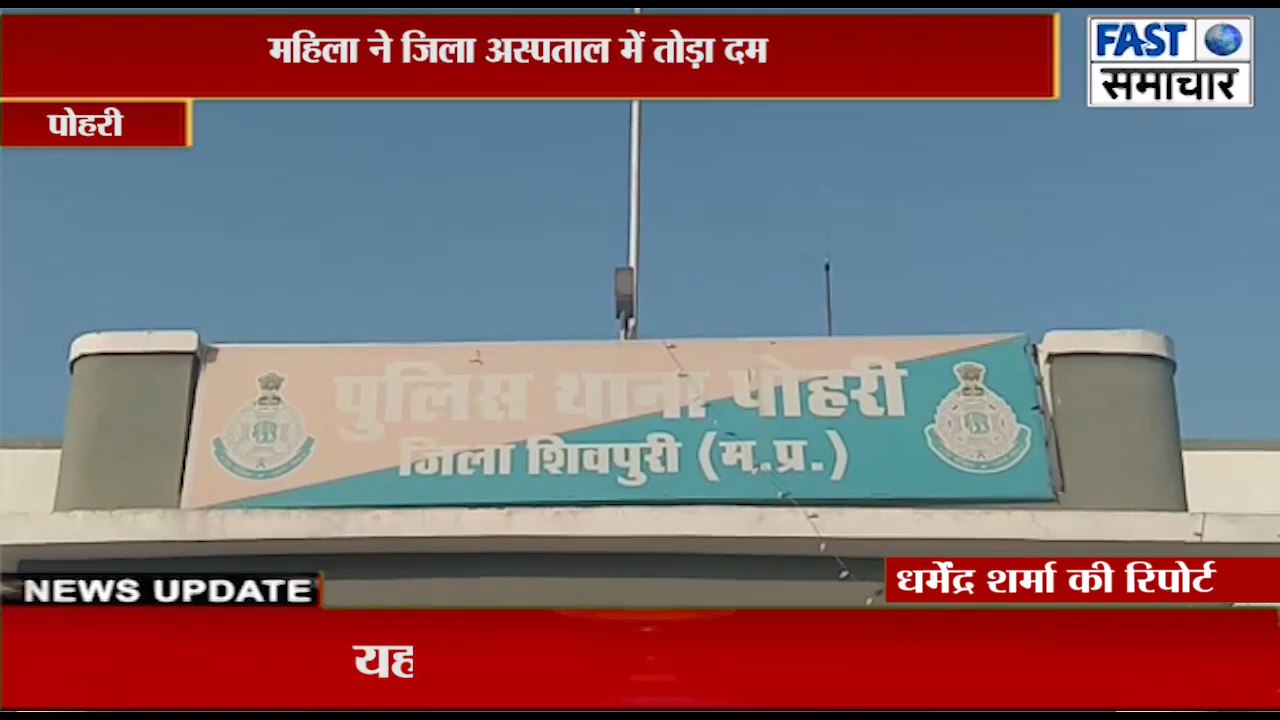 महिला ने जिला अस्पताल में तोड़ा दम
FAST
समाचार
पोहरी
पुलिस थाना पोहरी
जिला शिवपुरी (म.प्र.)
NEWS UPDATE
धर्मेंद्र शर्मा की रिपोर्ट
यह